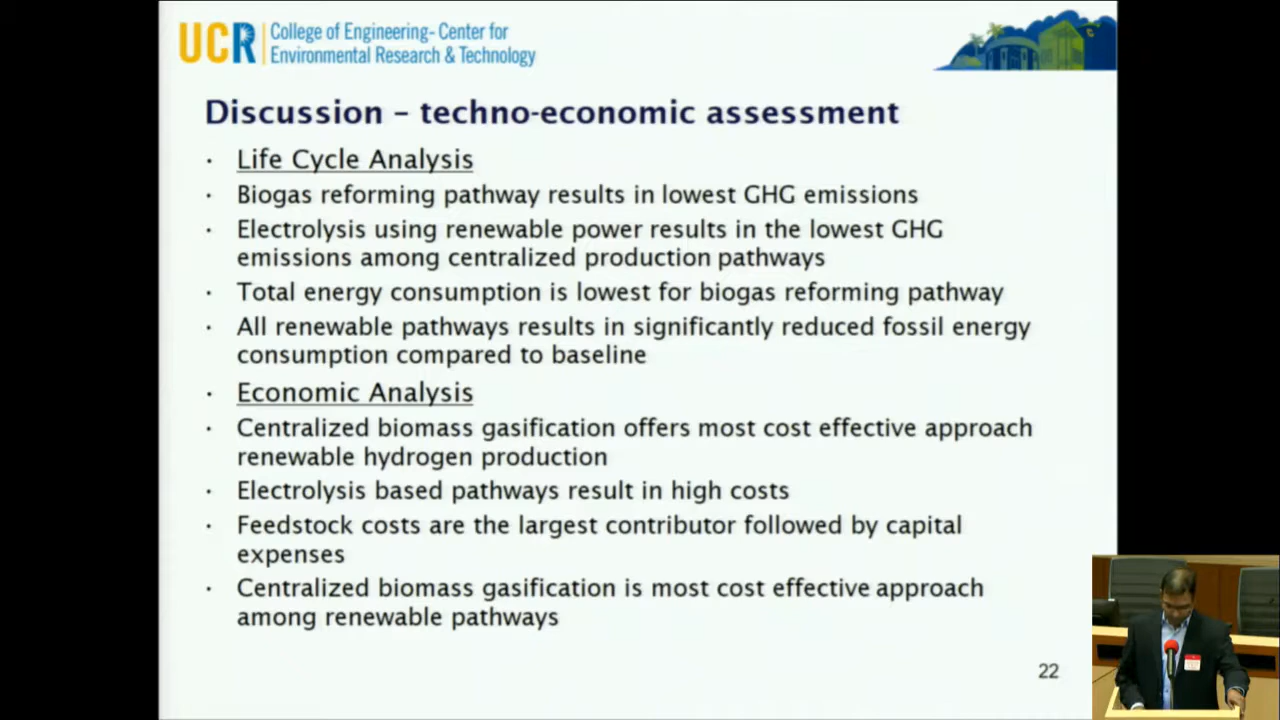 UCR College of Engineering- Center for
Environmental Research & Technology
Discussion – techno-economic assessment
• Life Cycle Analysis
• Biogas reforming pathway results in lowest GHG emissions
• Electrolysis using renewable power results in the lowest GHG
emissions among centralized production pathways
• Total energy consumption is lowest for biogas reforming pathway
• All renewable pathways results in significantly reduced fossil energy
consumption compared to baseline
• Economic Analysis
• Centralized biomass gasification offers most cost effective approach
renewable hydrogen production
• Electrolysis based pathways result in high costs
• Feedstock costs are the largest contributor followed by capital
expenses
• Centralized biomass gasification is most cost effective approach
among renewable pathways
22